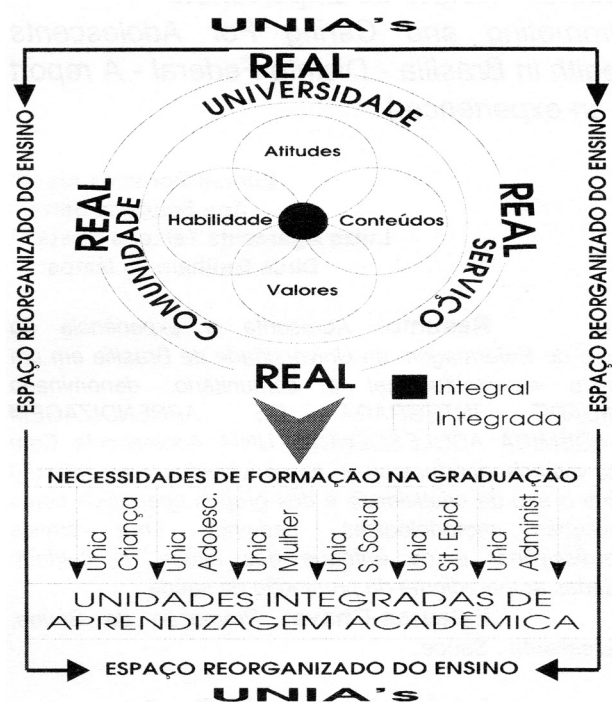 UNIA's
REAL
UNIVERSIDADE
Atitudes
REAL
COMUNIDADE
Habilidade
Conteúdos
SERVIÇO
REAL
Valores
REAL
ESPAÇO REORGANIZADO DO ENSINO
ESPAÇO REORGANIZADO DO ENSINO
Integral
Integrada
NECESSIDADES DE FORMAÇÃO NA GRADUAÇÃO
Unia
Criança
Unia
Adolesc.
Unia
Mulher
Unia
S. Social
Unia
Sit. Epid.
Unia
Administ.
UNIDADES INTEGRADAS DE
APRENDIZAGEM ACADÊMICA
ESPAÇO REORGANIZADO DO ENSINO
UNIA's